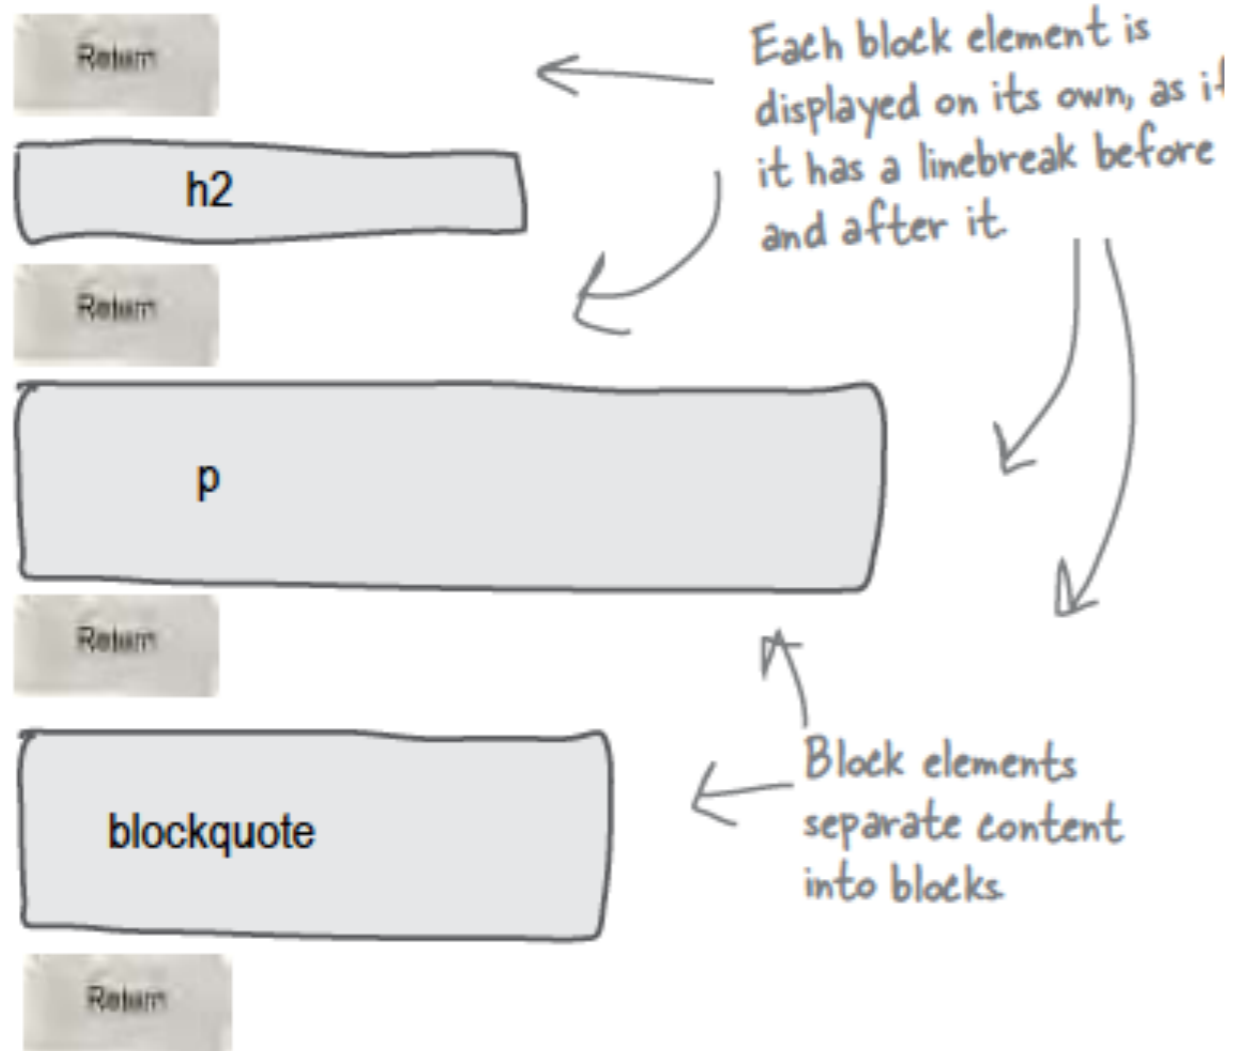 Return
Each block element is
displayed on its own, as if
it has a linebreak before
and after it.
h2
Return
p
Return
Block elements
separate content
into blocks.
blockquote
Return